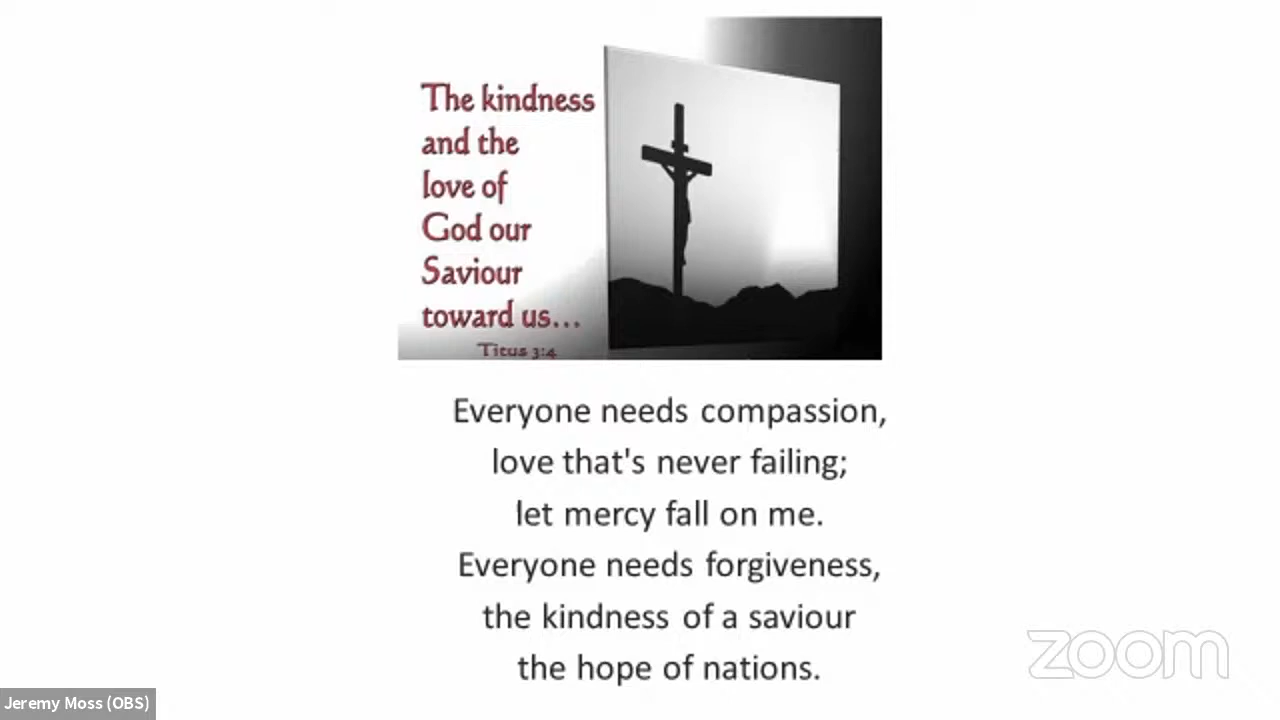 The kindness
and the
love of
God our
Saviour
toward us...
Titus 3:4
Everyone needs compassion,
love that's never failing;
let mercy fall on me.
Everyone needs forgiveness,
the kindness of a saviour
the hope of nations.
zoom
Jeremy Moss (OBS)